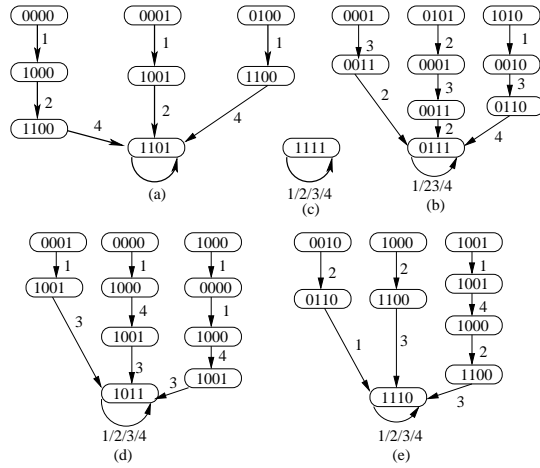 0000 0001 0100 0001 0101 1010
1 1 1 3 2 1
1000 1001 1100 0011 0001 0010
2 2 4 2 3 3
1100 4 0011 0110
1101 1111 2 0111 4
(a) 1/2/3/4 1/23/4
(c) (b)
0001 0000 1000 0010 1000 1001
1 1 1 2 2 1
1001 1000 0000 0110 1100 1001
3 4 1 1 3 4
1001 1000 1000
3 4 2
3 1001 1100
1011 1110 3
1/2/3/4 1/2/3/4
(d) (e)